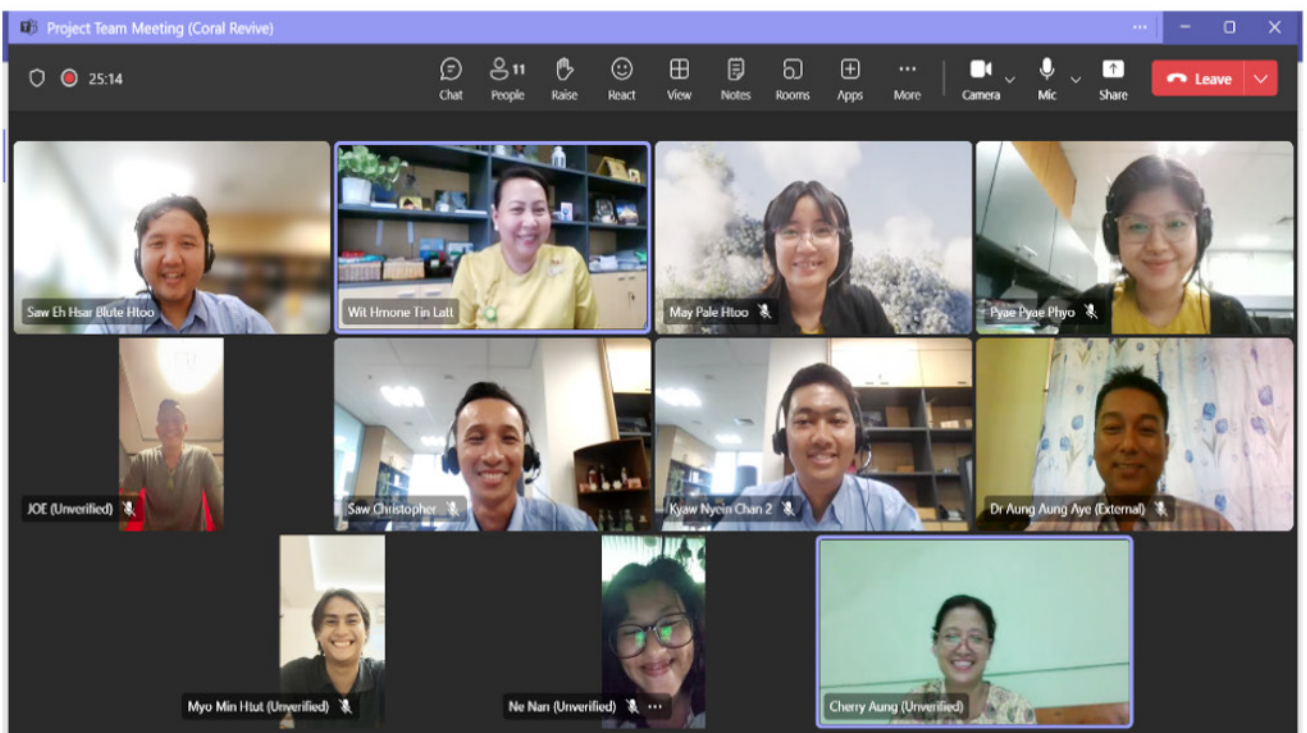 Project Team Meeting (Coral Revive)
25:14
11
Chat People Raise React View Notes Rooms Apps More Camera Mic Share Leave
Saw Eh Hsar Blute Htoo
Wit Hmone Tin Latt
May Pale Htoo
Pyae Pyae Phyo
JOE (Unverified)
Saw Christopher
Kyaw Nyein Chan 2
Dr Aung Aung Aye (External)
Myo Min Htut (Unverified)
Ne Nan (Unverified)
Cherry Aung (Unverified)